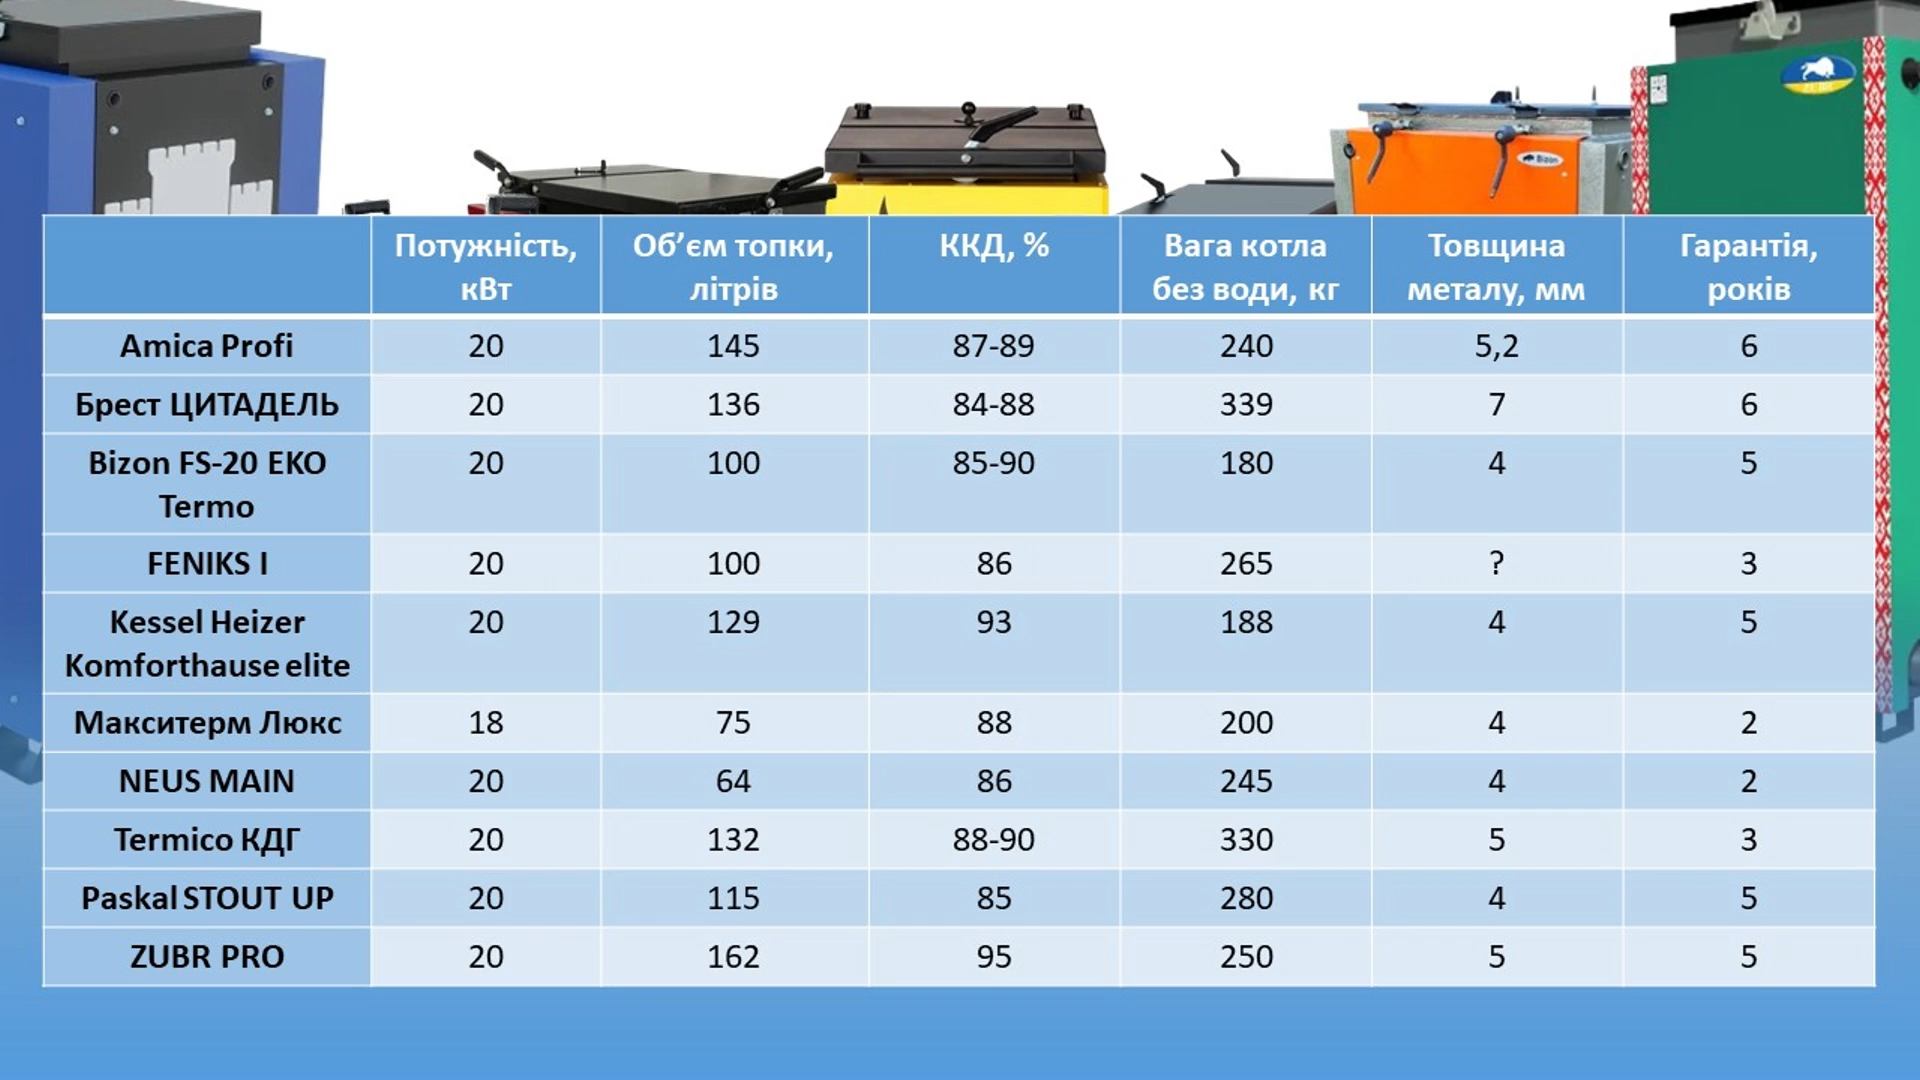 Bizon
ZUBR
Потужність, кВт Об’єм топки, літрів ККД, % Вага котла без води, кг Товщина металу, мм Гарантія, років
Amica Profi 20 145 87-89 240 5,2 6
Брест ЦИТАДЕЛЬ 20 136 84-88 339 7 6
Bizon FS-20 EKO Termo 20 100 85-90 180 4 5
FENIKS I 20 100 86 265 ? 3
Kessel Heizer Komforthause elite 20 129 93 188 4 5
Макситерм Люкс 18 75 88 200 4 2
NEUS MAIN 20 64 86 245 4 2
Termico КДГ 20 132 88-90 330 5 3
Paskal STOUT UP 20 115 85 280 4 5
ZUBR PRO 20 162 95 250 5 5